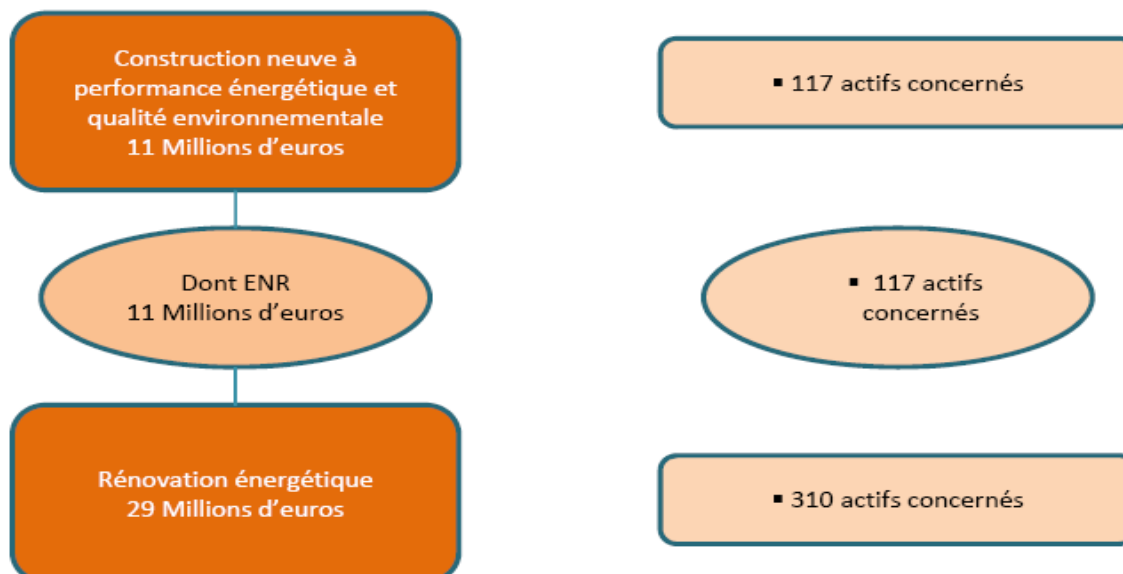 Construction neuve à
performance énergétique et
qualité environnementale
11 Millions d’euros
▪ 117 actifs concernés
Dont ENR
11 Millions d’euros
▪ 117 actifs
concernés
Rénovation énergétique
29 Millions d’euros
▪ 310 actifs concernés